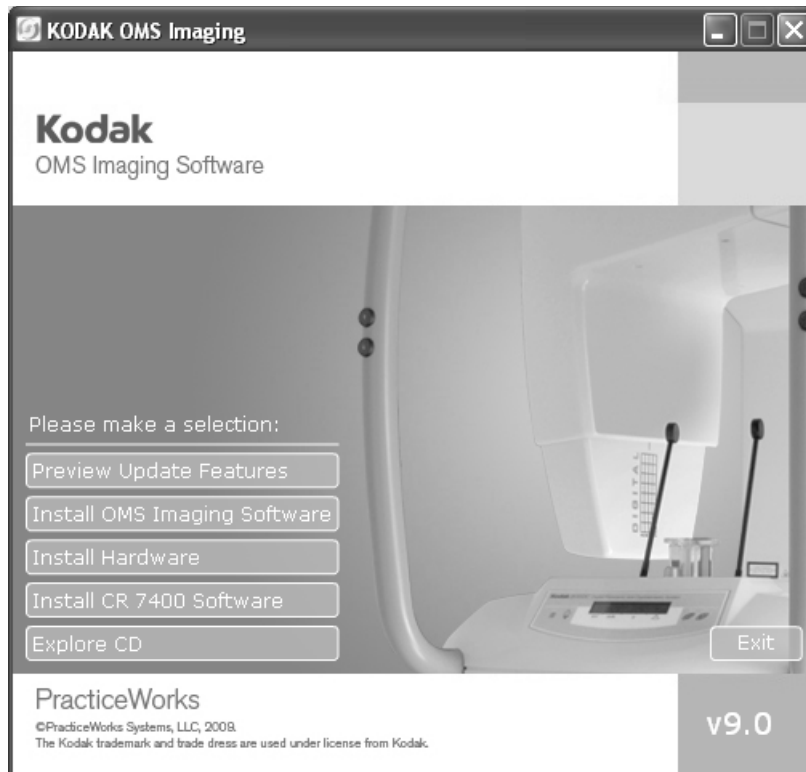 KODAK OMS Imaging
Kodak
OMS Imaging Software
Please make a selection:
Preview Update Features
Install OMS Imaging Software
Install Hardware
Install CR 7400 Software
Explore CD
DIGITAL
Exit
PracticeWorks
©PracticeWorks Systems, LLC, 2009.
The Kodak trademark and trade dress are used under license from Kodak.
v9.0